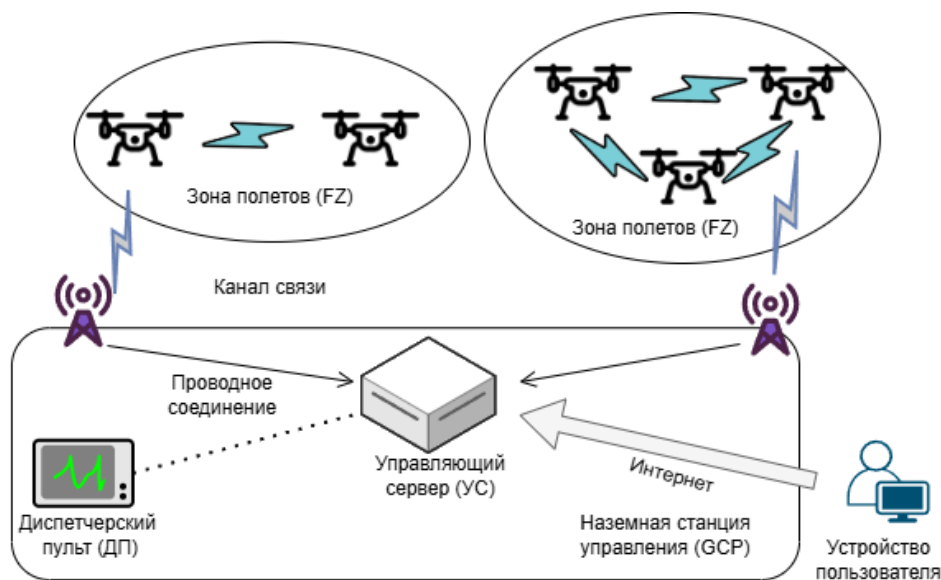 Зона полетов (FZ)
Зона полетов (FZ)
Канал связи
Проводное
соединение
Управляющий
сервер (УС)
Интернет
Диспетчерский
пульт (ДП)
Наземная станция
управления (GCP)
Устройство
пользователя